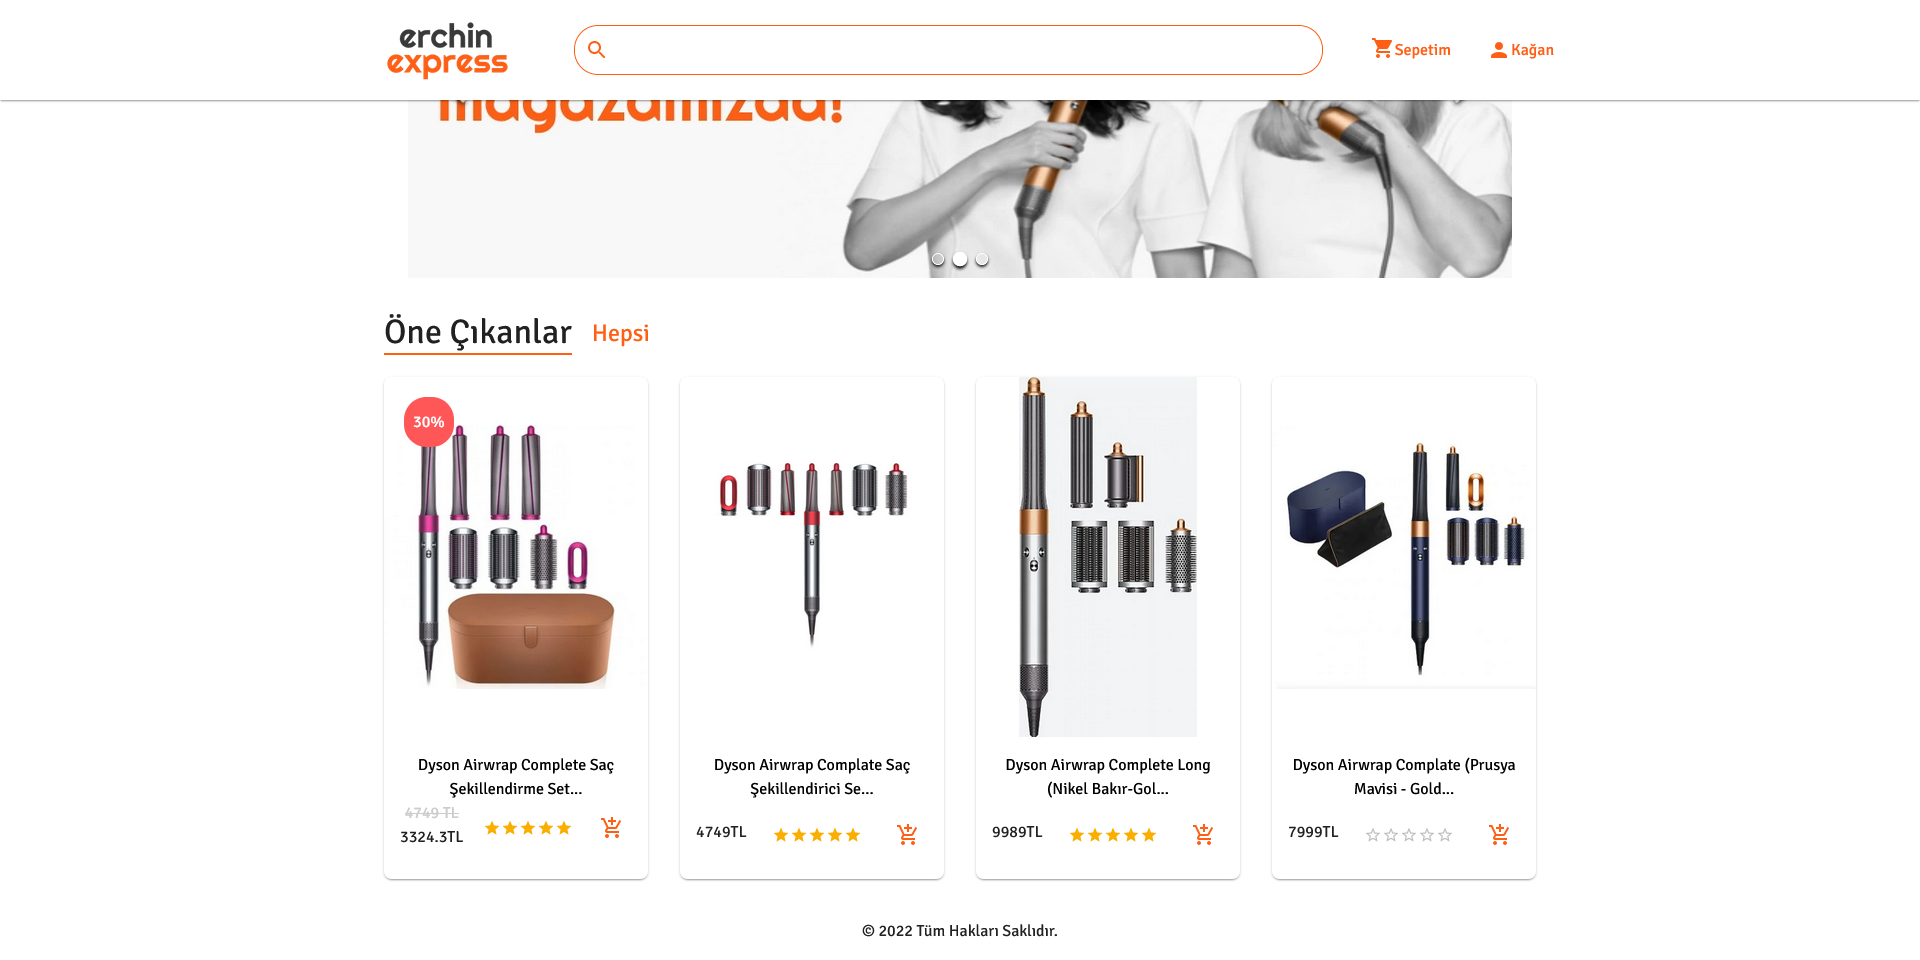 erchin
express
Sepetim
Kağan
mağazamızda!
Öne Çıkanlar
Hepsi
30%
Dyson Airwrap Complete Saç
Şekillendirme Set...
4749 TL
3324.3TL
Dyson Airwrap Complate Saç
Şekillendirici Se...
4749TL
Dyson Airwrap Complete Long
(Nikel Bakır-Gol...
9989TL
Dyson Airwrap Complate (Prusya
Mavisi - Gold...
7999TL
© 2022 Tüm Hakları Saklıdır.